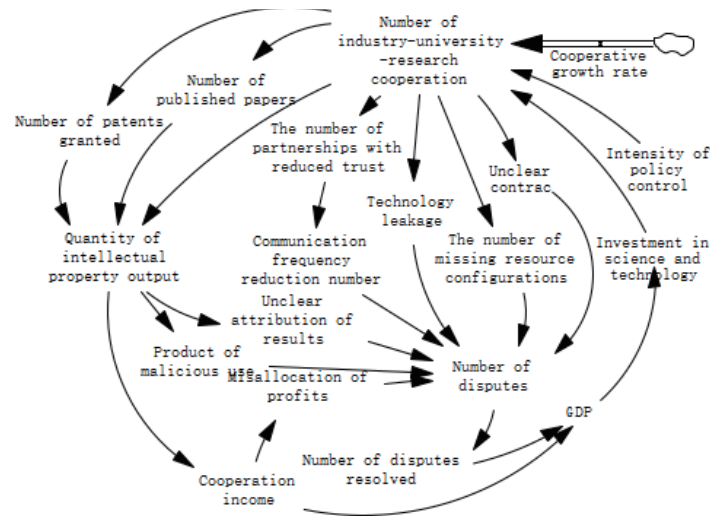 Number of
industry-university
-research
cooperation
Cooperative
growth rate
Number of
published papers
Number of patents
granted
The number of
partnerships with
reduced trust
Unclear
contrac
Intensity of
policy
control
Technology
leakage
Quantity of
intellectual
property output
Communication
frequency
reduction number
The number of
missing resource
configurations
Investment in
science and
technology
Unclear
attribution of
results
Product of
malicious use
Misallocation of
profits
Number of
disputes
GDP
Number of disputes
resolved
Cooperation
income